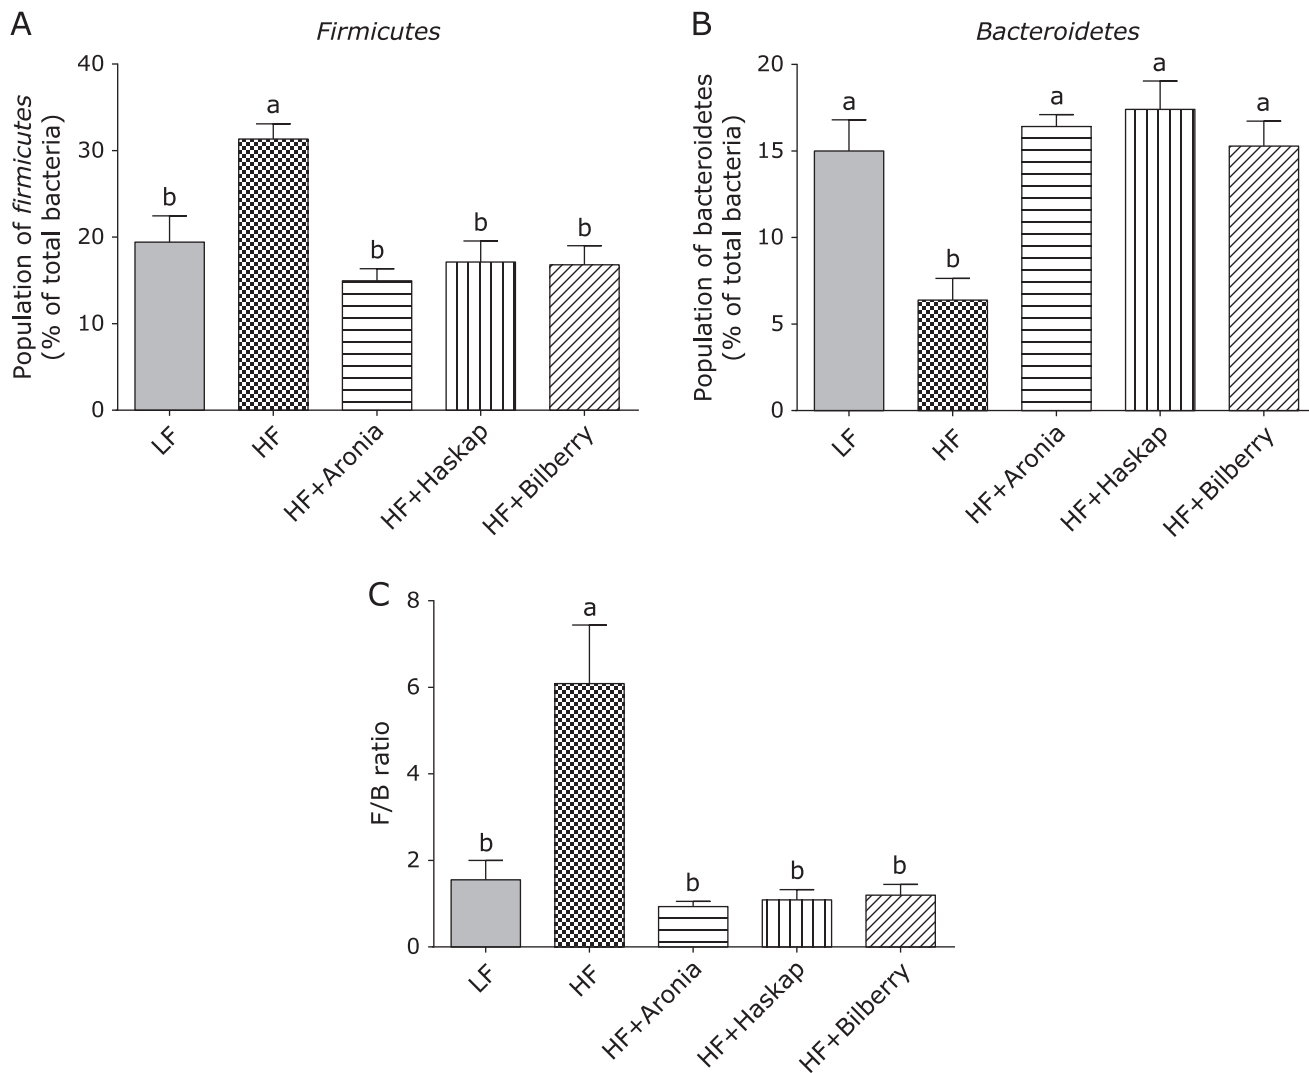 A
Firmicutes
Population of firmicutes
(% of total bacteria)
40
30
20
10
0
b
a
b
b
b
LF
HF
HF+Aronia
HF+Haskap
HF+Bilberry
B
Bacteroidetes
Population of bacteroidetes
(% of total bacteria)
20
15
10
5
0
a
b
a
a
a
LF
HF
HF+Aronia
HF+Haskap
HF+Bilberry
C
F/B ratio
8
6
4
2
0
b
a
b
b
b
LF
HF
HF+Aronia
HF+Haskap
HF+Bilberry